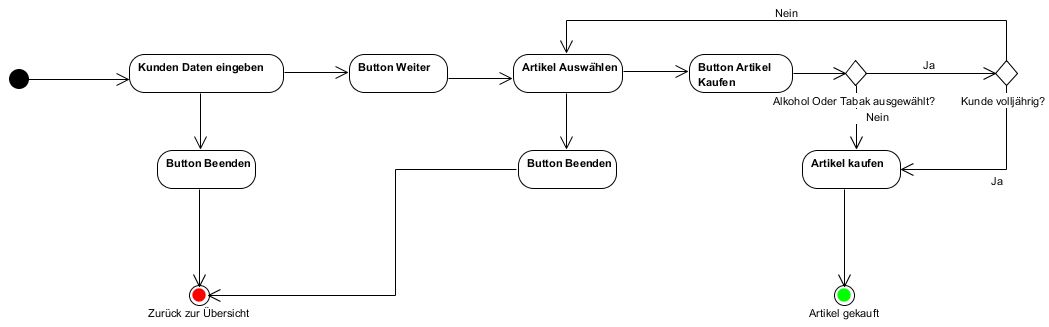 Nein
Kunden Daten eingeben
Button Weiter
Artikel Auswählen
Button Artikel
Kaufen
Ja
Alkohol Oder Tabak ausgewählt?
Kunde volljährig?
Nein
Button Beenden
Button Beenden
Artikel kaufen
Ja
Zurück zur Übersicht
Artikel gekauft